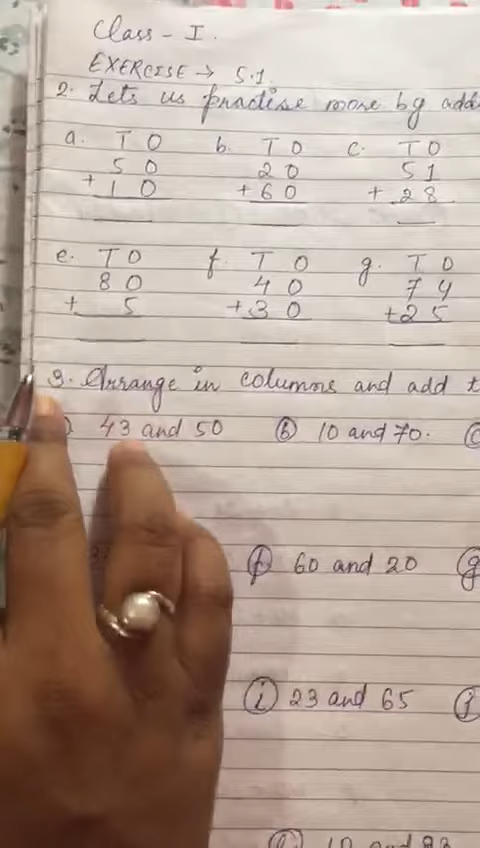 Class - I.
EXERCISE → 5.1
2. Lets us practise more by add
a. T O b. T O c. T O
5 0 2 0 5 1
+ 1 0 + 6 0 + 2 8
e. T O f. T O g. T O
8 0 4 0 7 4
+ 5 + 3 0 + 2 5
3. Arrange in columns and add
43 and 50 (b) 10 and 70.
(f) 60 and 20 (g)
(i) 23 and 65 (j)
10 and